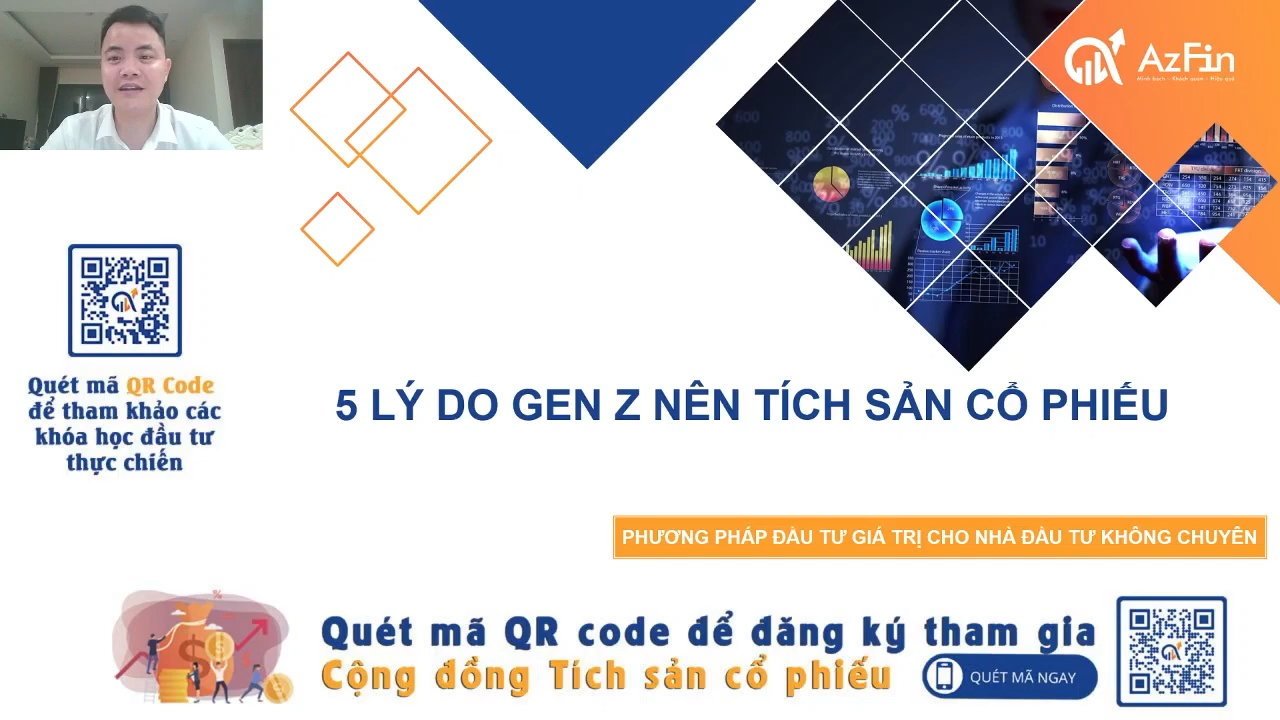 AzFin
Minh bạch - Khách quan - Hiệu quả
Quét mã QR Code
để tham khảo các
khóa học đầu tư
thực chiến
5 LÝ DO GEN Z NÊN TÍCH SẢN CỔ PHIẾU
PHƯƠNG PHÁP ĐẦU TƯ GIÁ TRỊ CHO NHÀ ĐẦU TƯ KHÔNG CHUYÊN
Quét mã QR code để đăng ký tham gia
Cộng đồng Tích sản cổ phiếu
QUÉT MÃ NGAY